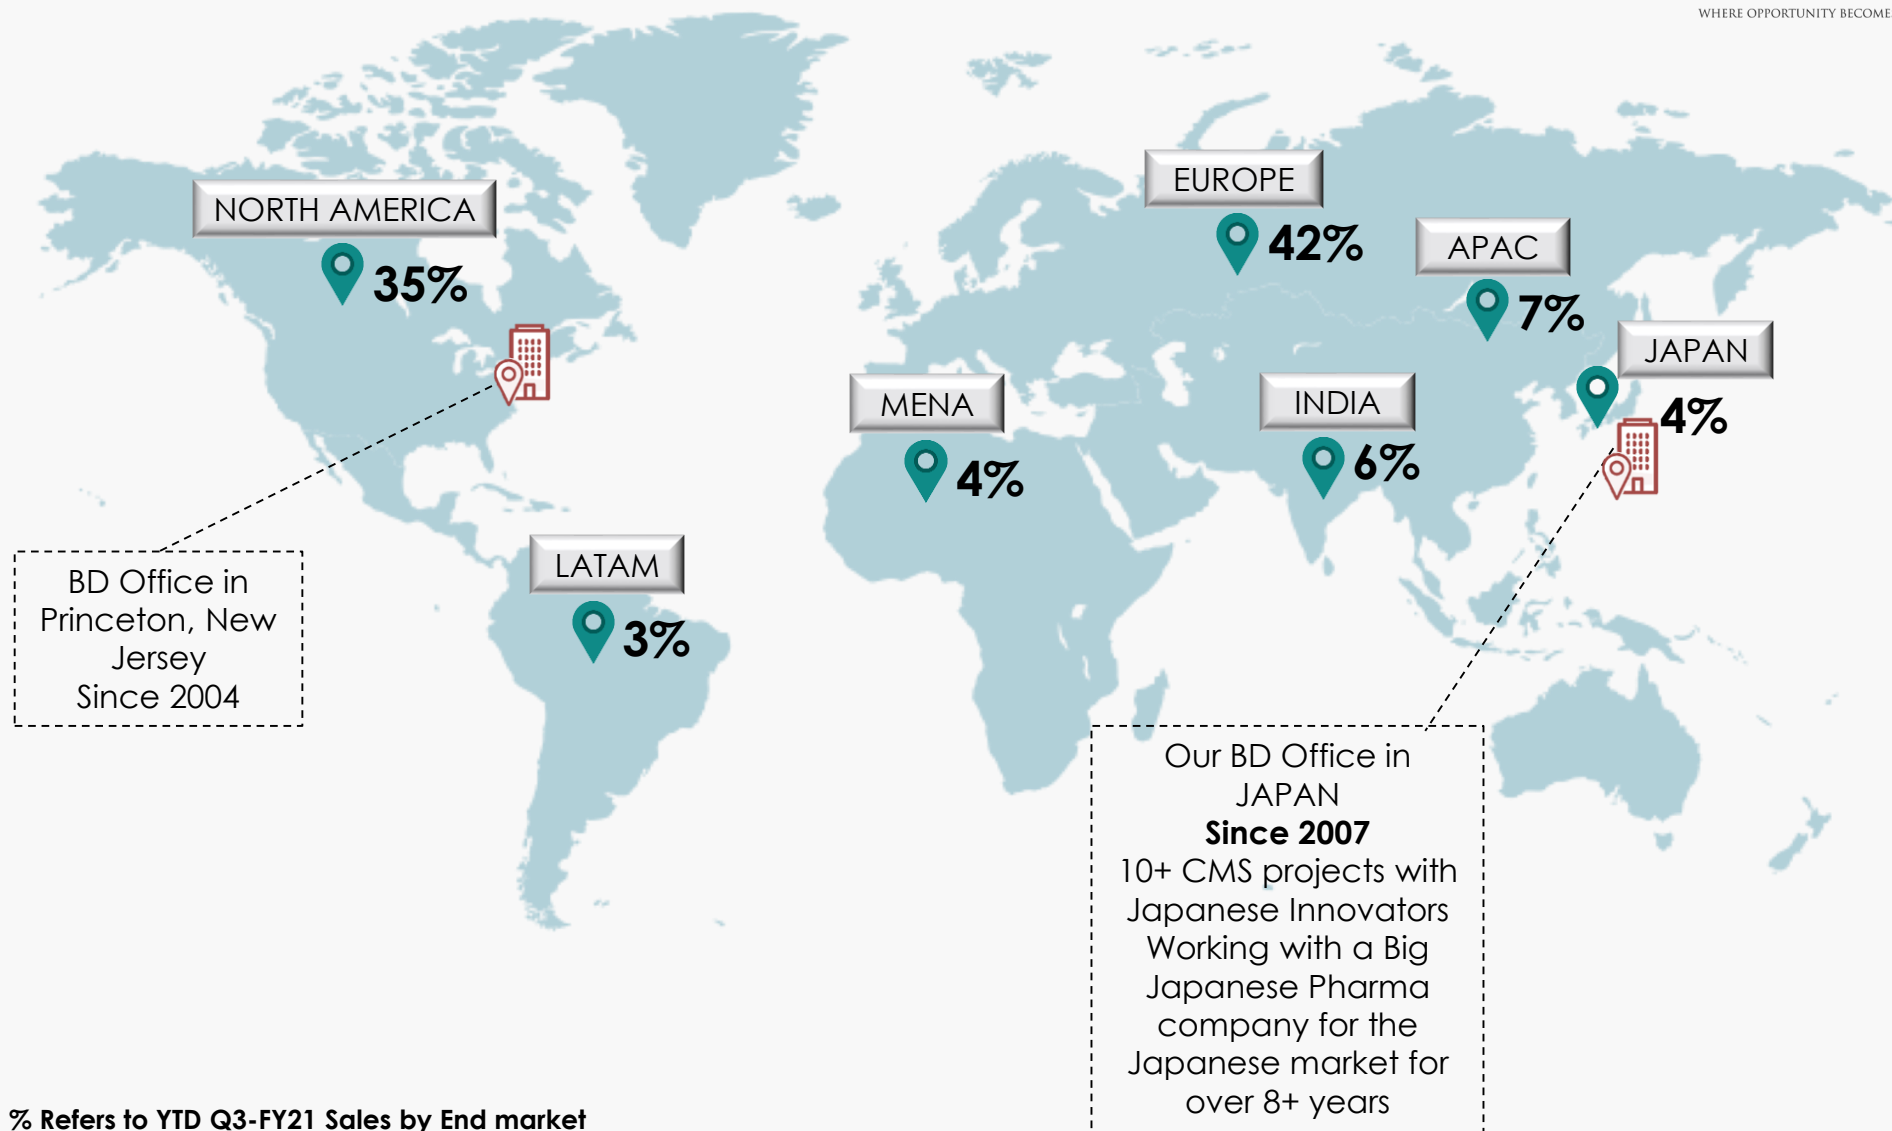 WHERE OPPORTUNITY BECOME
EUROPE
42%
NORTH AMERICA
35%
APAC
7%
JAPAN
4%
MENA
4%
INDIA
6%
LATAM
3%
BD Office in
Princeton, New
Jersey
Since 2004
Our BD Office in
JAPAN
Since 2007
10+ CMS projects with
Japanese Innovators
Working with a Big
Japanese Pharma
company for the
Japanese market for
over 8+ years
% Refers to YTD Q3-FY21 Sales by End market